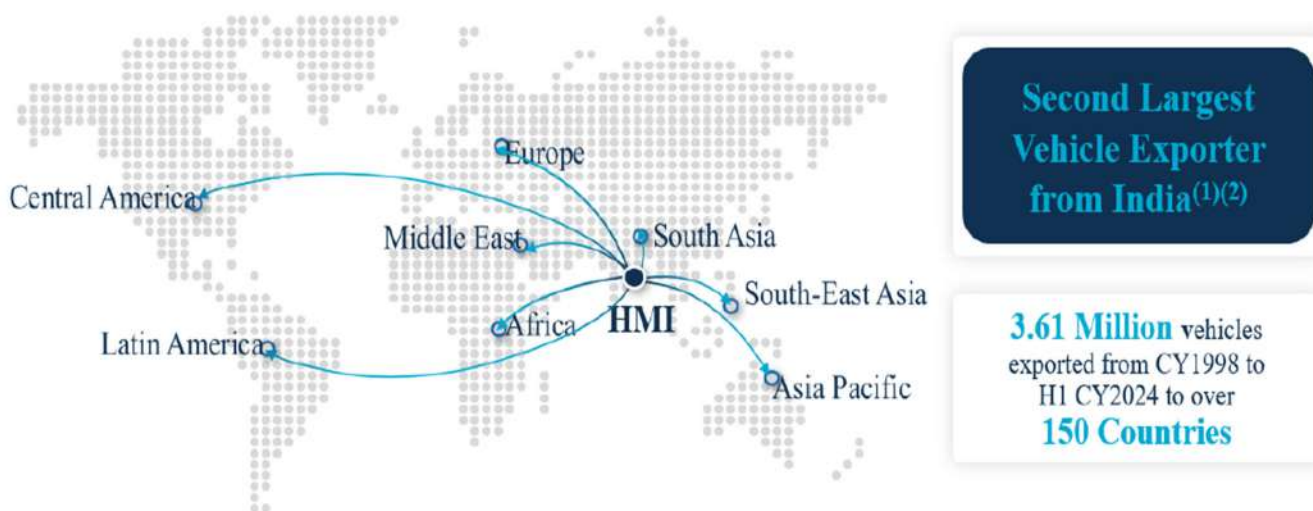 Europe
Central America
Middle East
South Asia
South-East Asia
HMI
Africa
Latin America
Asia Pacific
Second Largest
Vehicle Exporter
from India(1)(2)
3.61 Million vehicles
exported from CY1998 to
H1 CY2024 to over
150 Countries